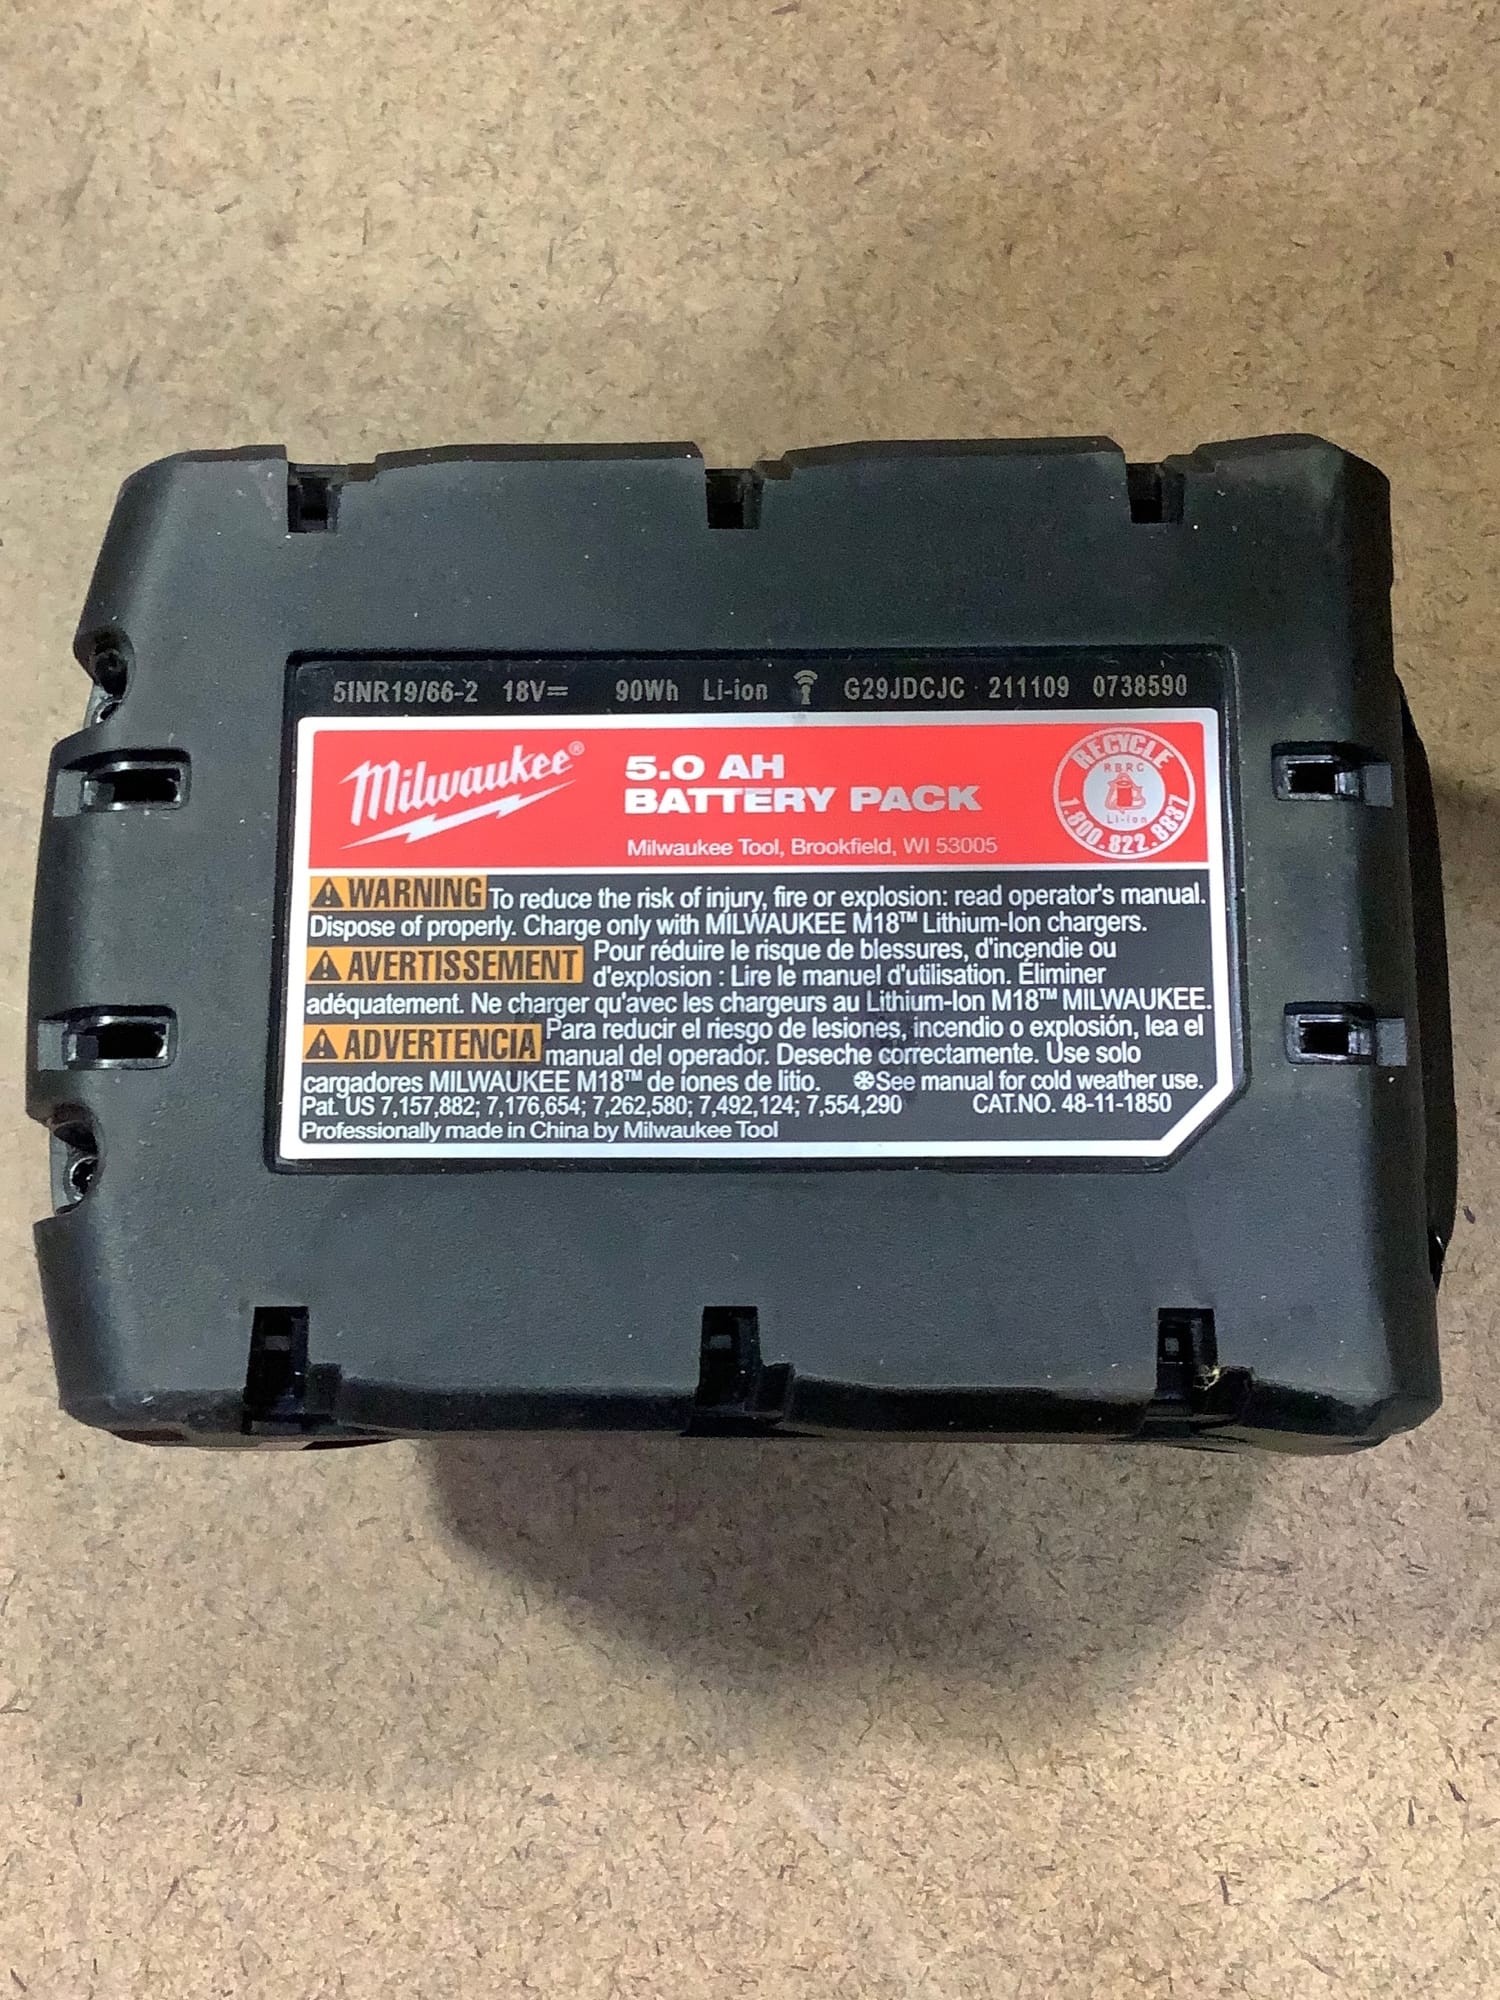 5INR19/66-2 18V⎓ 90Wh Li-ion G29JDCJC 211109 0738590
Milwaukee®
5.0 AH
BATTERY PACK
Milwaukee Tool, Brookfield, WI 53005
RECYCLE
RBRC
Li-ion
1.800.822.8837
⚠WARNING To reduce the risk of injury, fire or explosion: read operator's manual.
Dispose of properly. Charge only with MILWAUKEE M18™ Lithium-Ion chargers.
⚠AVERTISSEMENT Pour réduire le risque de blessures, d'incendie ou
d'explosion : Lire le manuel d'utilisation. Éliminer
adéquatement. Ne charger qu'avec les chargeurs au Lithium-Ion M18™ MILWAUKEE.
⚠ADVERTENCIA Para reducir el riesgo de lesiones, incendio o explosión, lea el
manual del operador. Deseche correctamente. Use solo
cargadores MILWAUKEE M18™ de iones de litio. ❄See manual for cold weather use.
Pat. US 7,157,882; 7,176,654; 7,262,580; 7,492,124; 7,554,290 CAT.NO. 48-11-1850
Professionally made in China by Milwaukee Tool